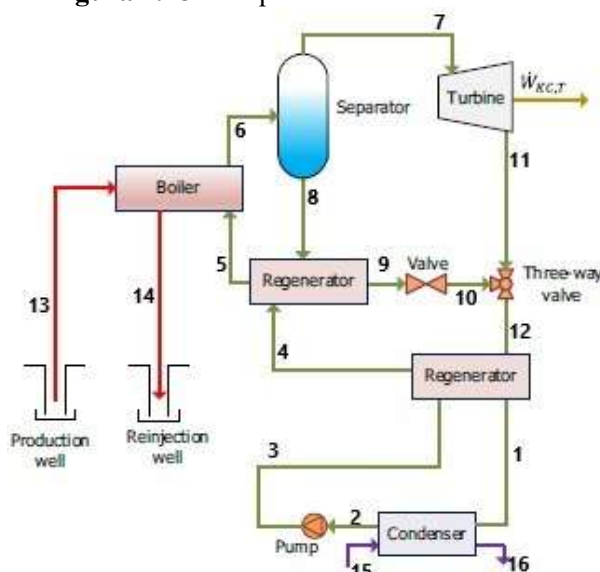 7
Separator
Turbine
Ẇ_KC,T
6
11
Boiler
8
5
9
Valve
Three-way
valve
13
14
Regenerator
10
12
4
Regenerator
Production
well
Reinjection
well
3
1
2
Condenser
Pump
15
16